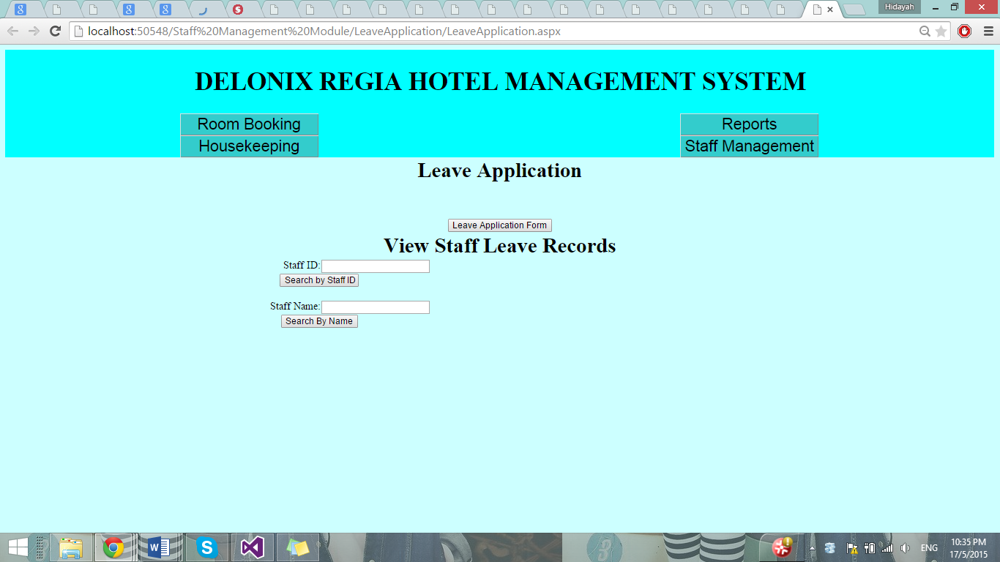 Hidayah
localhost:50548/Staff%20Management%20Module/LeaveApplication/LeaveApplication.aspx
DELONIX REGIA HOTEL MANAGEMENT SYSTEM
Room Booking
Reports
Housekeeping
Staff Management
Leave Application
Leave Application Form
View Staff Leave Records
Staff ID:
Search by Staff ID
Staff Name:
Search By Name
ENG
10:35 PM
17/5/2015